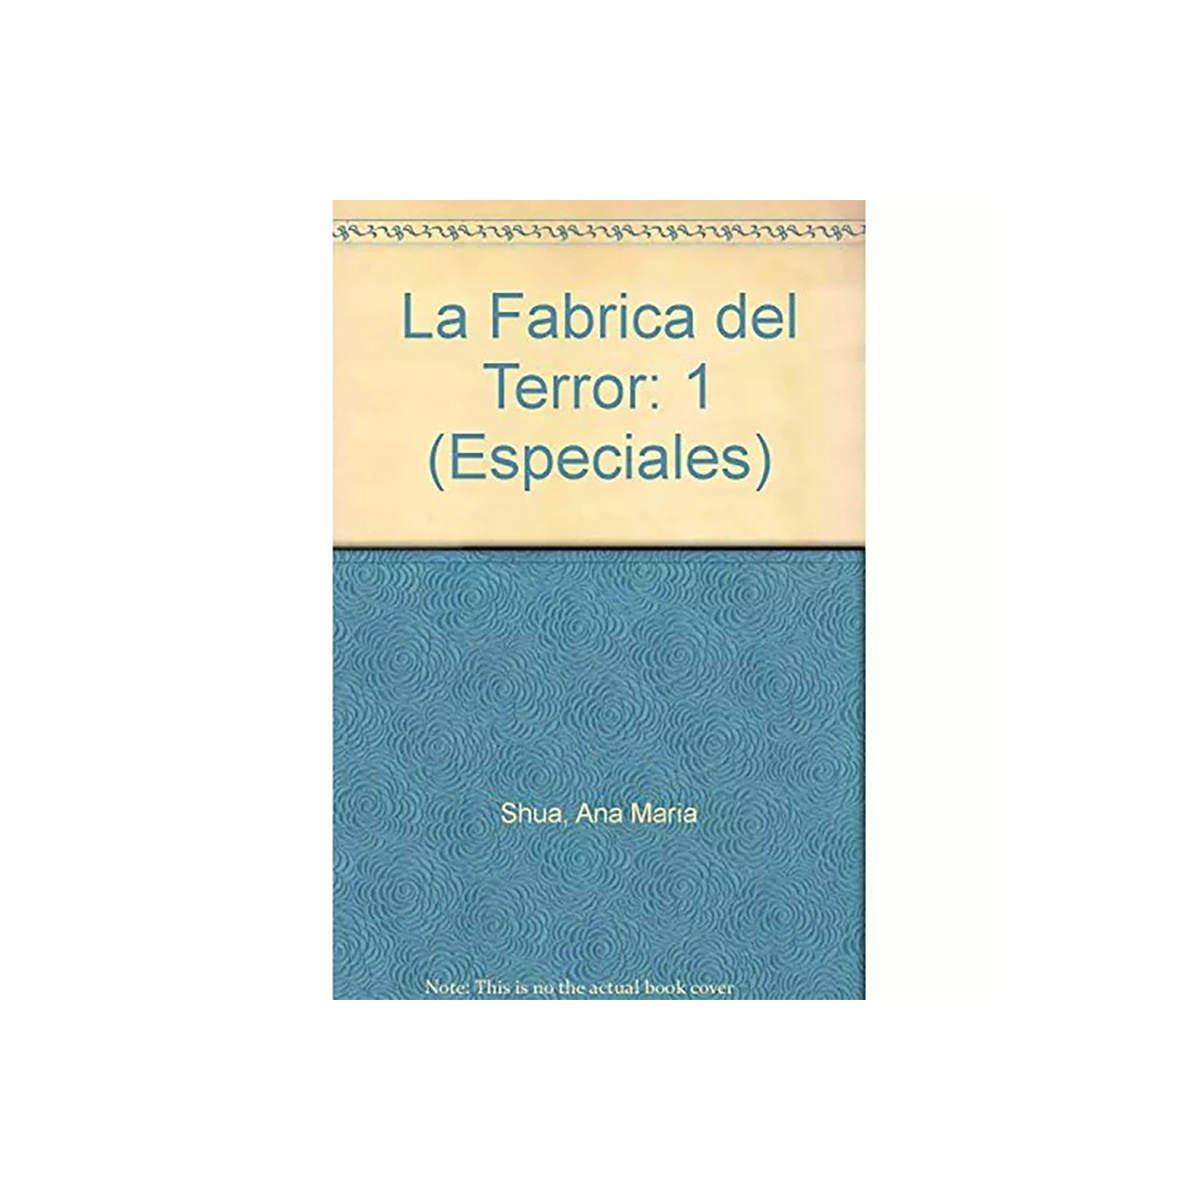 La Fabrica del
Terror: 1
(Especiales)
Shua, Ana Maria
Note: This is no the actual book cover